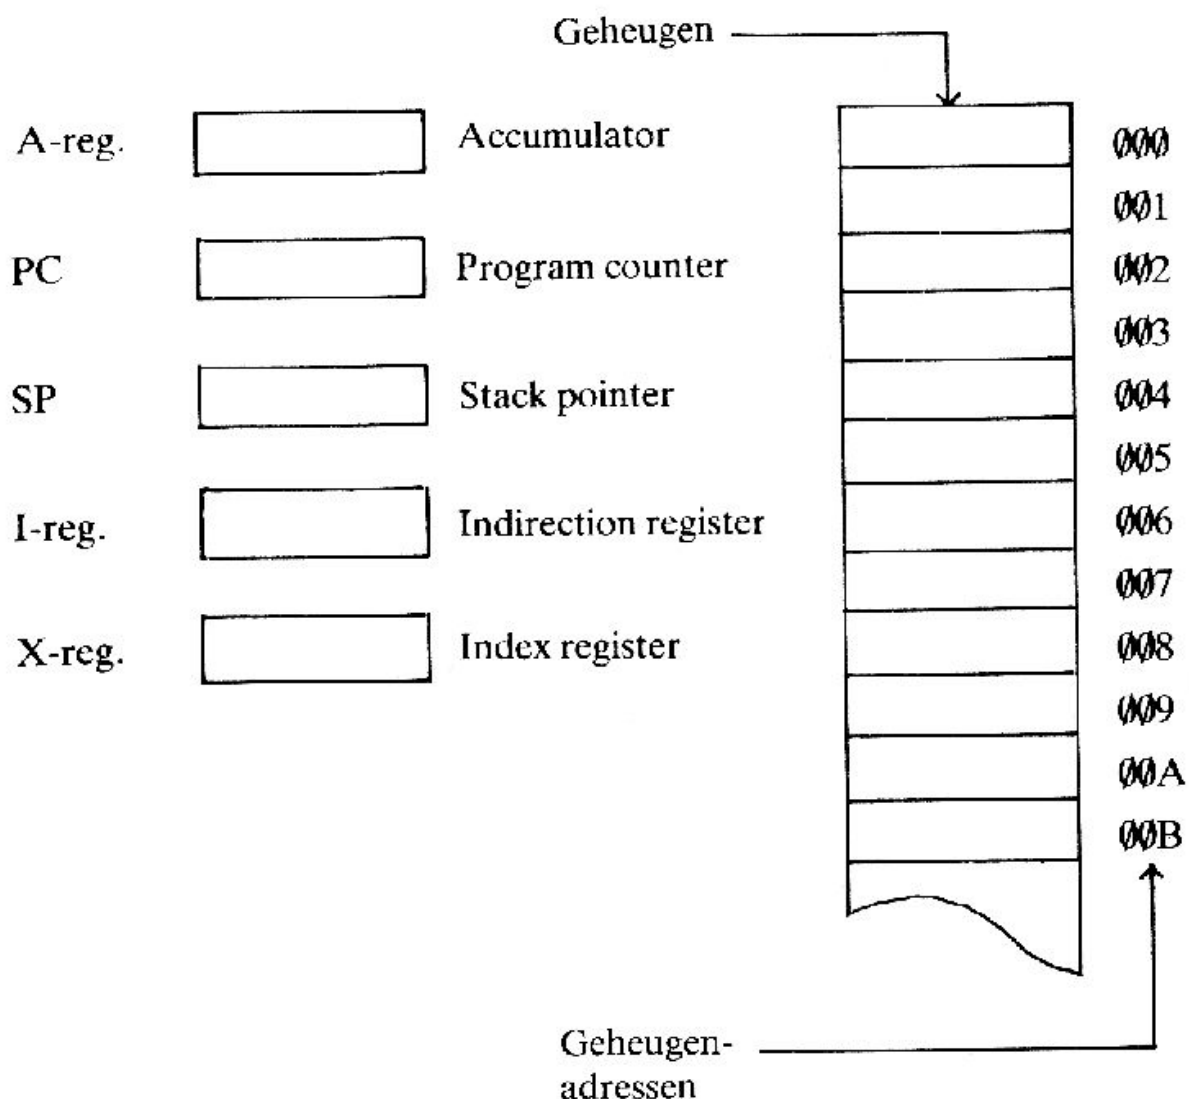 Geheugen
A-reg. Accumulator
PC Program counter
SP Stack pointer
I-reg. Indirection register
X-reg. Index register
000
001
002
003
004
005
006
007
008
009
00A
00B
Geheugen-
adressen